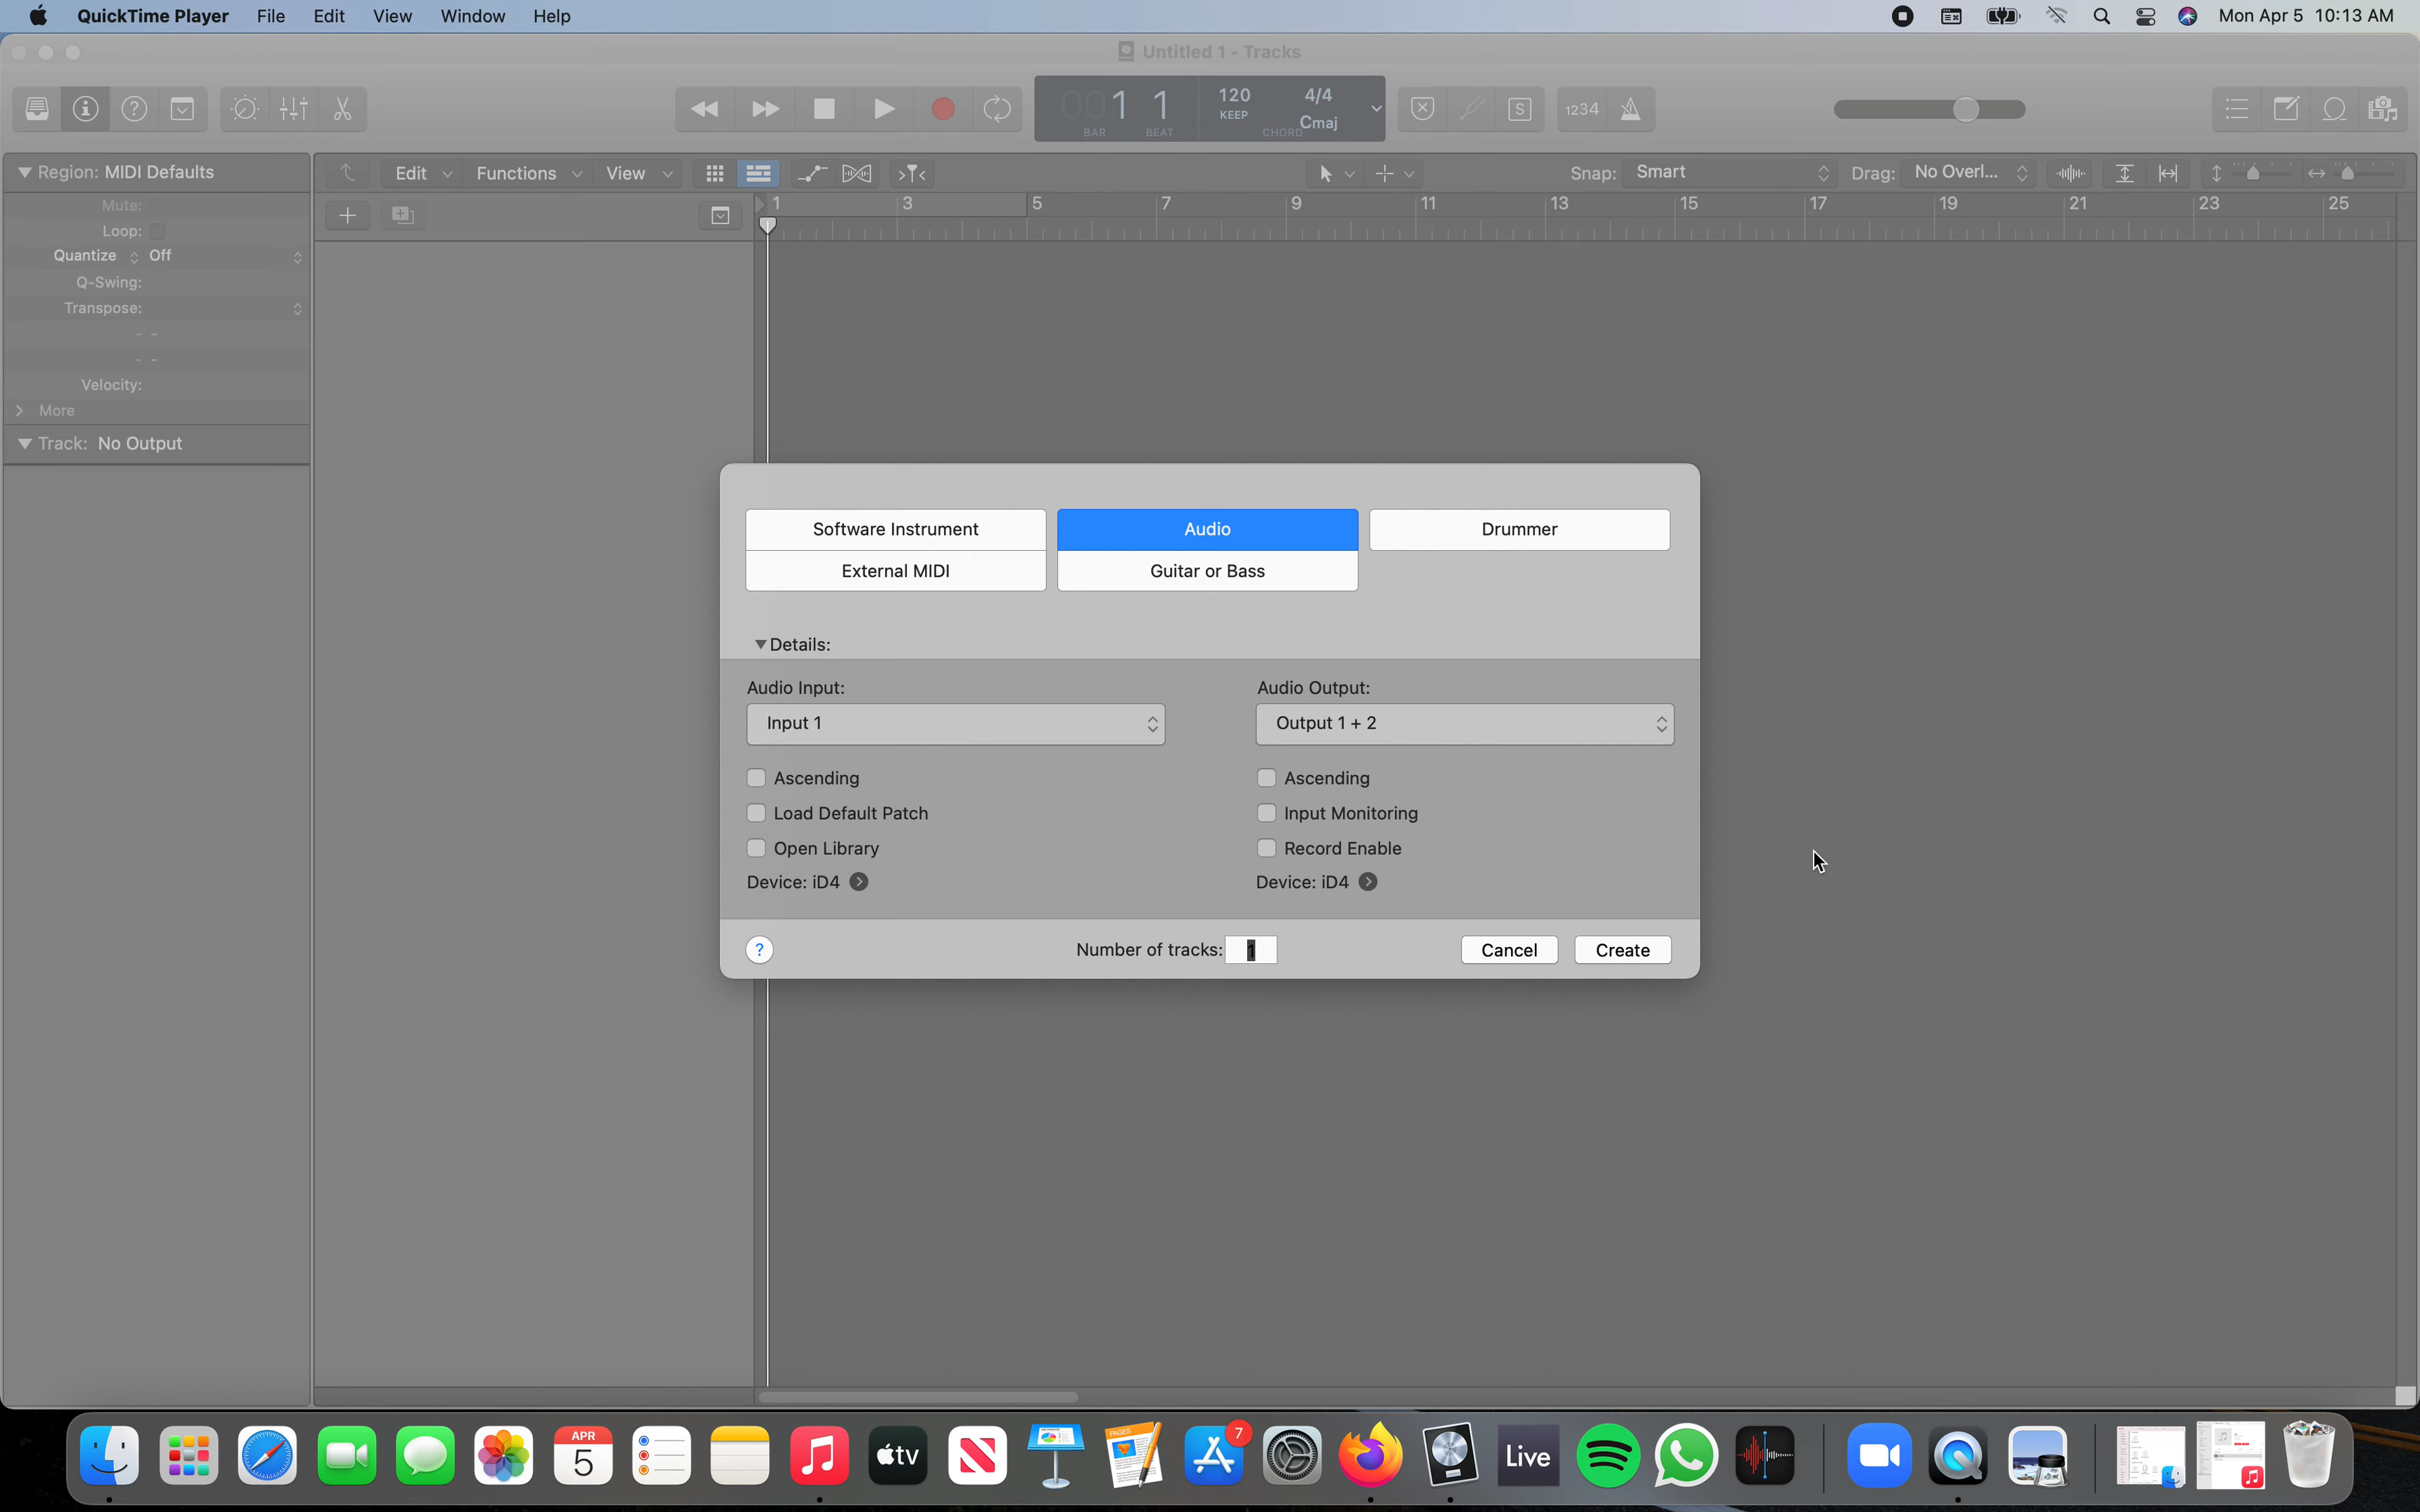 QuickTime Player File Edit View Window Help Mon Apr 5 10:13 AM
Untitled 1 - Tracks
001 1 120 4/4
KEEP Cmaj
BAR BEAT CHORD
S 1234
Region: MIDI Defaults
Edit Functions View Snap: Smart Drag: No Overl...
Mute:
Loop:
Quantize Off
Q-Swing:
Transpose:
- -
- -
Velocity:
More
Track: No Output
1 3 5 7 9 11 13 15 17 19 21 23 25
Software Instrument Audio Drummer
External MIDI Guitar or Bass
Details:
Audio Input: Audio Output:
Input 1 Output 1 + 2
Ascending Ascending
Load Default Patch Input Monitoring
Open Library Record Enable
Device: iD4 Device: iD4
? Number of tracks: 1 Cancel Create
APR
5
tv
PAGES
7
Live